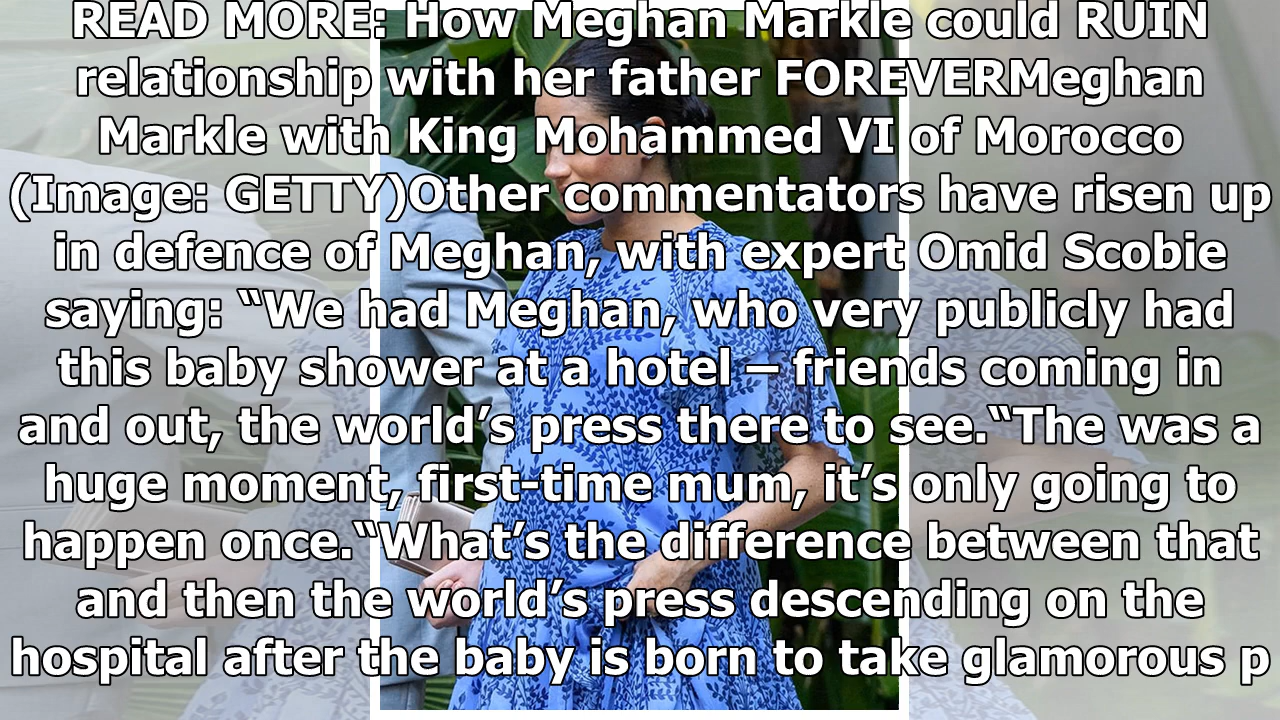 READ MORE: How Meghan Markle could RUIN
relationship with her father FOREVERMeghan
Markle with King Mohammed VI of Morocco
(Image: GETTY)Other commentators have risen up
in defence of Meghan, with expert Omid Scobie
saying: “We had Meghan, who very publicly had
this baby shower at a hotel – friends coming in
and out, the world’s press there to see.“The was a
huge moment, first-time mum, it’s only going to
happen once.“What’s the difference between that
and then the world’s press descending on the
hospital after the baby is born to take glamorous p